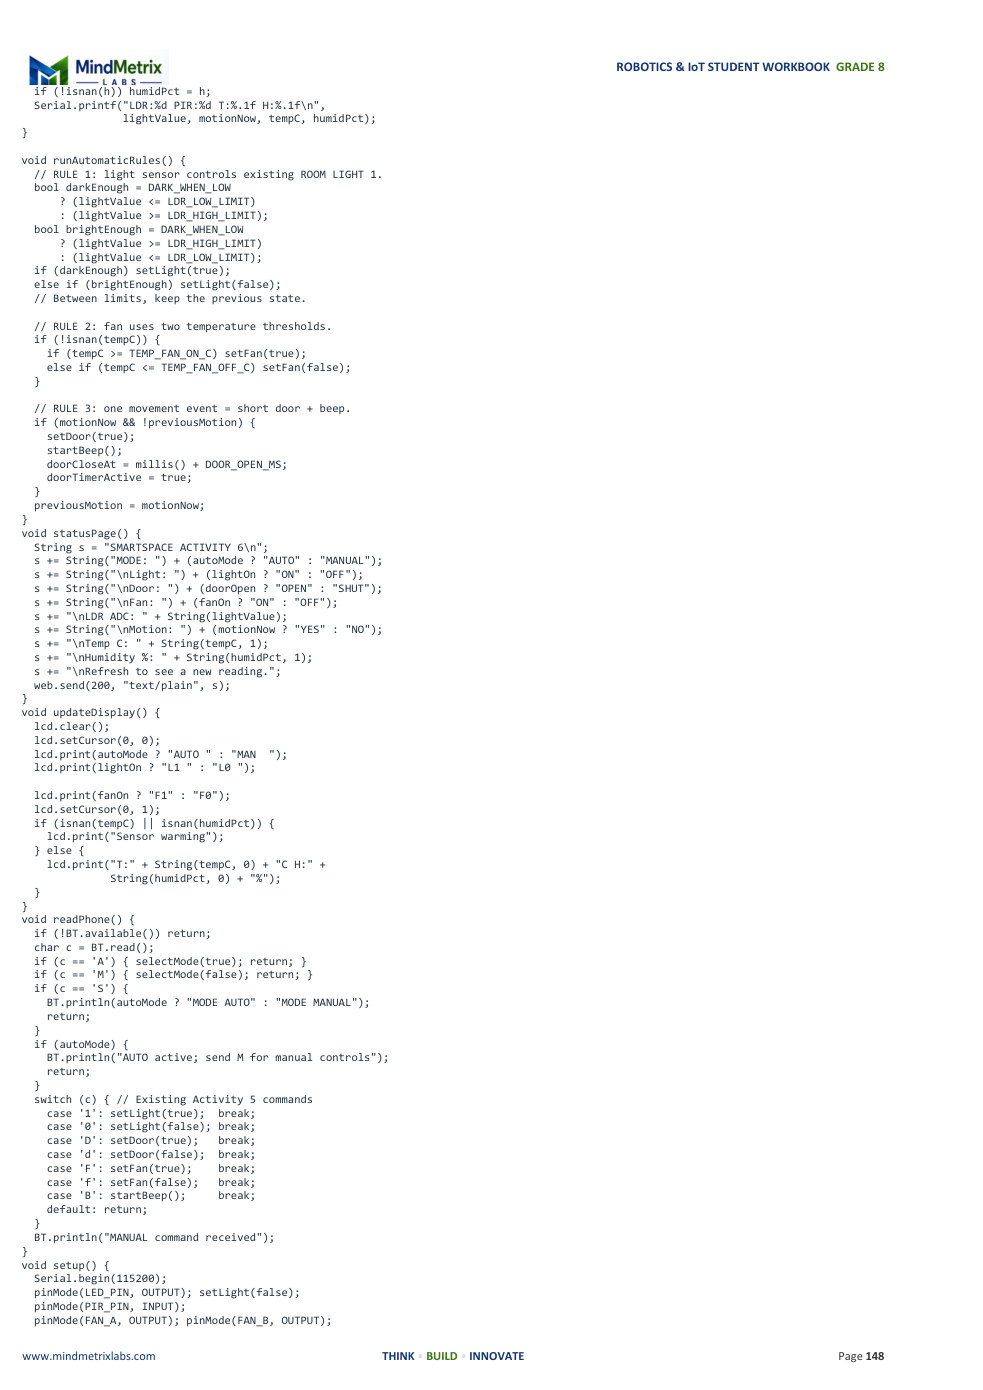 MindMetrix
LABS
ROBOTICS & IoT STUDENT WORKBOOK GRADE 8
  if (!isnan(h)) humidPct = h;
  Serial.printf("LDR:%d PIR:%d T:%.1f H:%.1f\n",
                lightValue, motionNow, tempC, humidPct);
}

void runAutomaticRules() {
  // RULE 1: light sensor controls existing ROOM LIGHT 1.
  bool darkEnough = DARK_WHEN_LOW
      ? (lightValue <= LDR_LOW_LIMIT)
      : (lightValue >= LDR_HIGH_LIMIT);
  bool brightEnough = DARK_WHEN_LOW
      ? (lightValue >= LDR_HIGH_LIMIT)
      : (lightValue <= LDR_LOW_LIMIT);
  if (darkEnough) setLight(true);
  else if (brightEnough) setLight(false);
  // Between limits, keep the previous state.

  // RULE 2: fan uses two temperature thresholds.
  if (!isnan(tempC)) {
    if (tempC >= TEMP_FAN_ON_C) setFan(true);
    else if (tempC <= TEMP_FAN_OFF_C) setFan(false);
  }

  // RULE 3: one movement event = short door + beep.
  if (motionNow && !previousMotion) {
    setDoor(true);
    startBeep();
    doorCloseAt = millis() + DOOR_OPEN_MS;
    doorTimerActive = true;
  }
  previousMotion = motionNow;
}
void statusPage() {
  String s = "SMARTSPACE ACTIVITY 6\n";
  s += String("MODE: ") + (autoMode ? "AUTO" : "MANUAL");
  s += String("\nLight: ") + (lightOn ? "ON" : "OFF");
  s += String("\nDoor: ") + (doorOpen ? "OPEN" : "SHUT");
  s += String("\nFan: ") + (fanOn ? "ON" : "OFF");
  s += "\nLDR ADC: " + String(lightValue);
  s += String("\nMotion: ") + (motionNow ? "YES" : "NO");
  s += "\nTemp C: " + String(tempC, 1);
  s += "\nHumidity %: " + String(humidPct, 1);
  s += "\nRefresh to see a new reading.";
  web.send(200, "text/plain", s);
}
void updateDisplay() {
  lcd.clear();
  lcd.setCursor(0, 0);
  lcd.print(autoMode ? "AUTO " : "MAN  ");
  lcd.print(lightOn ? "L1 " : "L0 ");

  lcd.print(fanOn ? "F1" : "F0");
  lcd.setCursor(0, 1);
  if (isnan(tempC) || isnan(humidPct)) {
    lcd.print("Sensor warming");
  } else {
    lcd.print("T:" + String(tempC, 0) + "C H:" +
              String(humidPct, 0) + "%");
  }
}
void readPhone() {
  if (!BT.available()) return;
  char c = BT.read();
  if (c == 'A') { selectMode(true); return; }
  if (c == 'M') { selectMode(false); return; }
  if (c == 'S') {
    BT.println(autoMode ? "MODE AUTO" : "MODE MANUAL");
    return;
  }
  if (autoMode) {
    BT.println("AUTO active; send M for manual controls");
    return;
  }
  switch (c) { // Existing Activity 5 commands
    case '1': setLight(true);  break;
    case '0': setLight(false); break;
    case 'D': setDoor(true);   break;
    case 'd': setDoor(false);  break;
    case 'F': setFan(true);    break;
    case 'f': setFan(false);   break;
    case 'B': startBeep();     break;
    default: return;
  }
  BT.println("MANUAL command received");
}
void setup() {
  Serial.begin(115200);
  pinMode(LED_PIN, OUTPUT); setLight(false);
  pinMode(PIR_PIN, INPUT);
  pinMode(FAN_A, OUTPUT); pinMode(FAN_B, OUTPUT);
www.mindmetrixlabs.com THINK • BUILD • INNOVATE Page 148